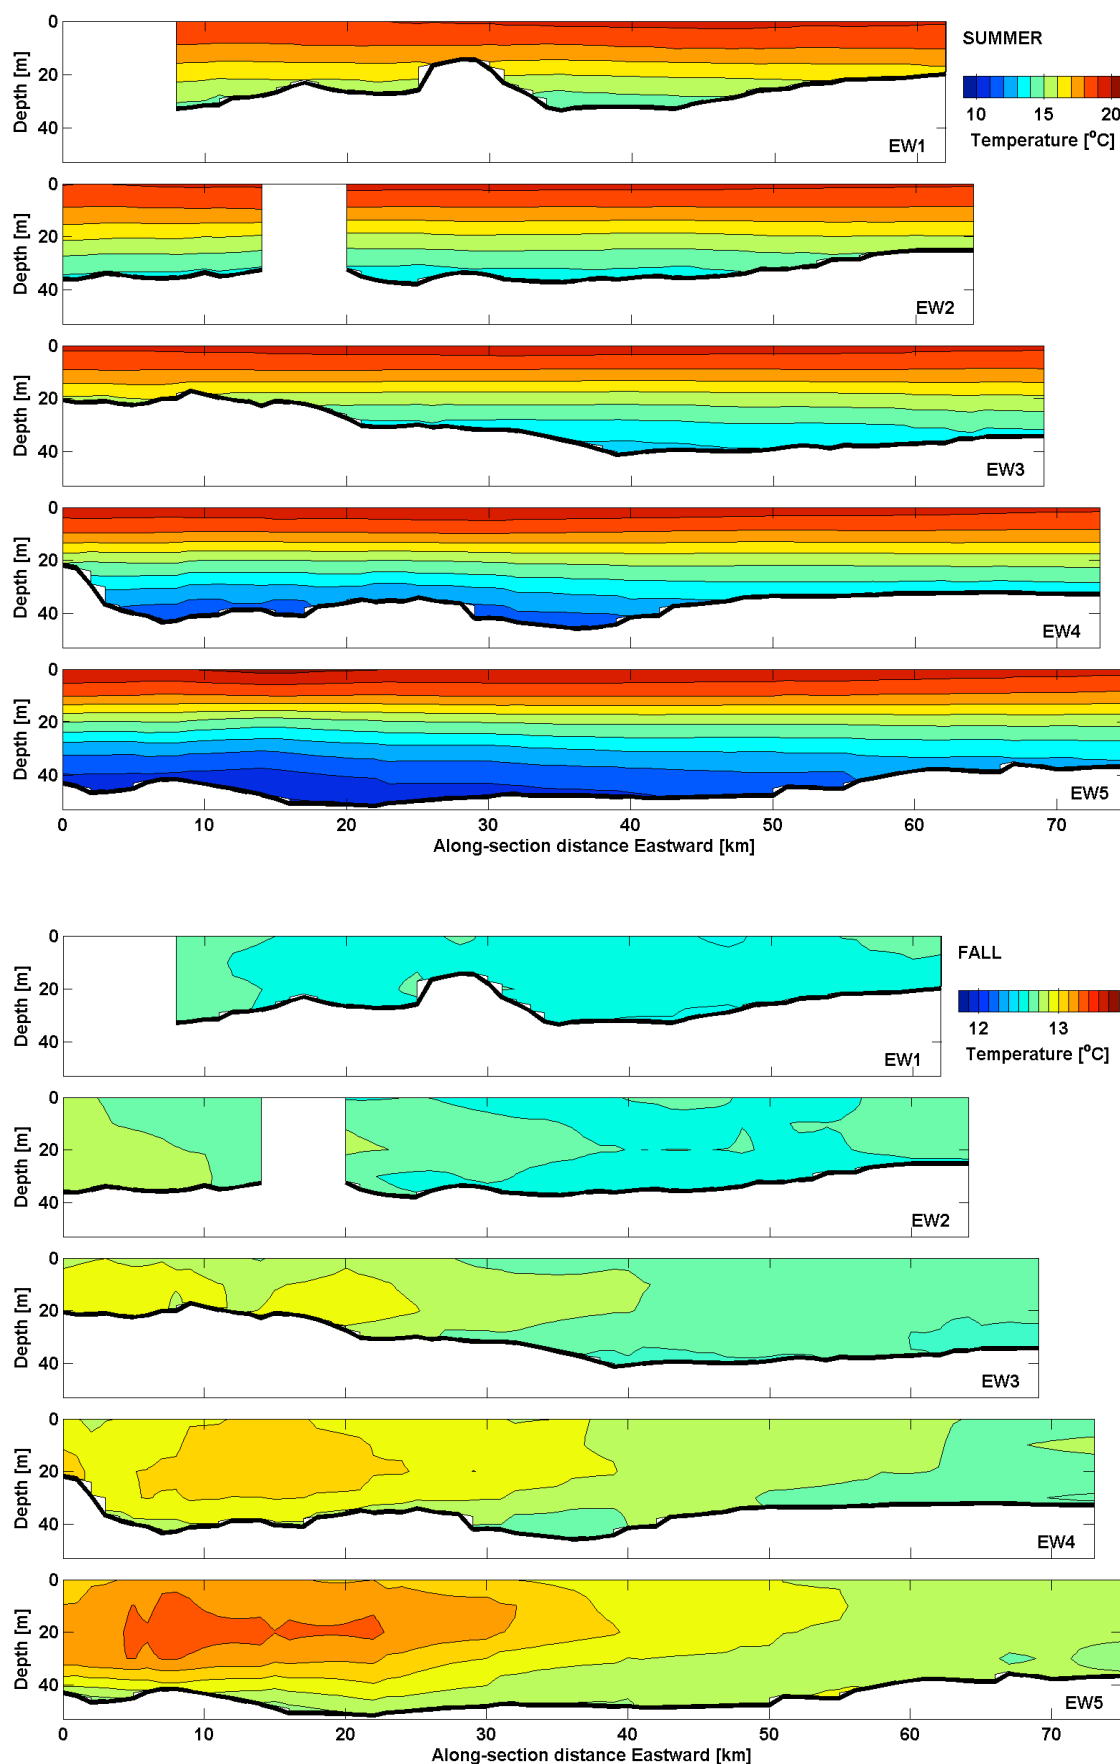 0
20
40
Depth [m]
EW1
SUMMER
10 15 20
Temperature [°C]
0
20
40
Depth [m]
EW2
0
20
40
Depth [m]
EW3
0
20
40
Depth [m]
EW4
0
20
40
Depth [m]
EW5
0 10 20 30 40 50 60 70
Along-section distance Eastward [km]
0
20
40
Depth [m]
EW1
FALL
12 13
Temperature [°C]
0
20
40
Depth [m]
EW2
0
20
40
Depth [m]
EW3
0
20
40
Depth [m]
EW4
0
20
40
Depth [m]
EW5
0 10 20 30 40 50 60 70
Along-section distance Eastward [km]